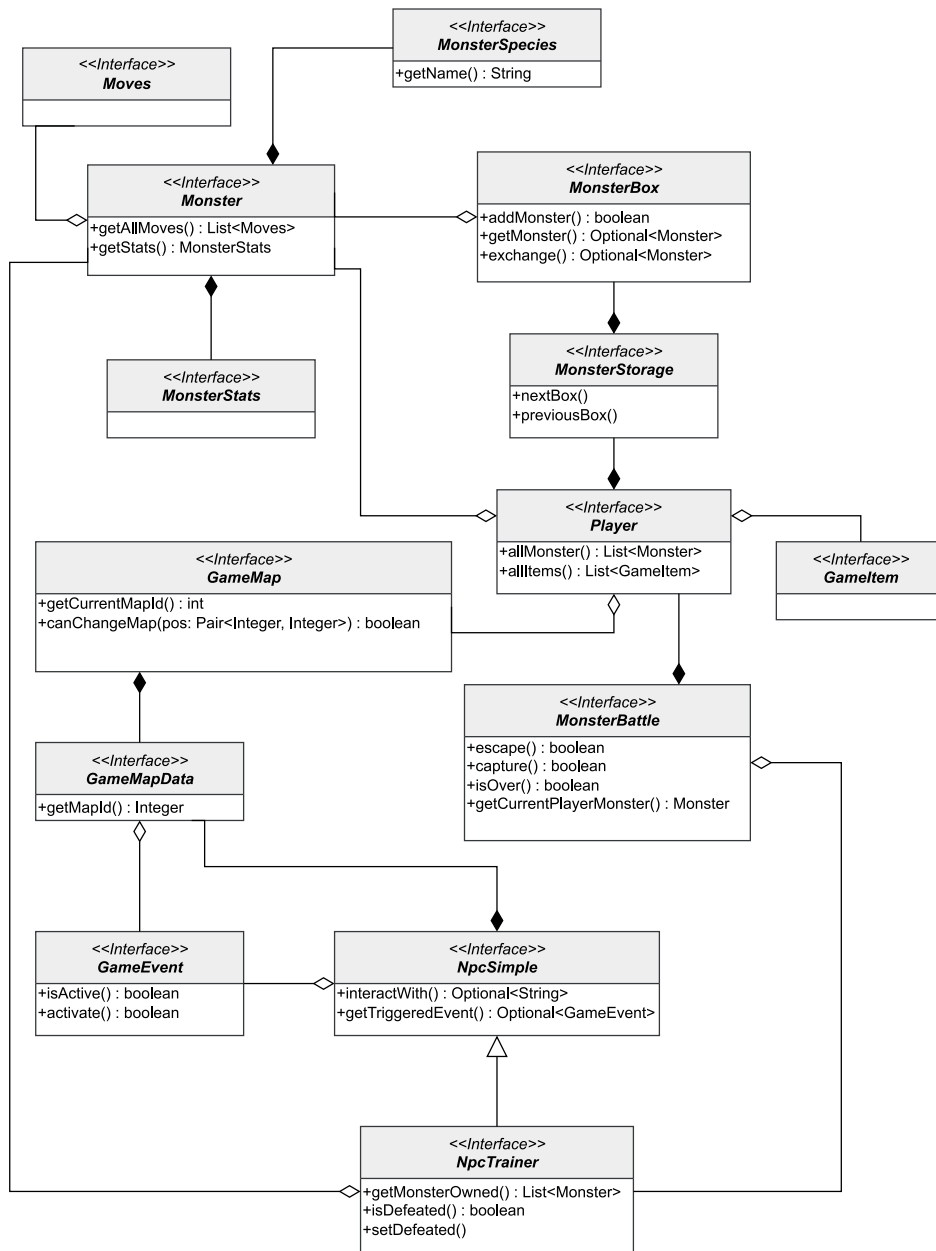 <<Interface>>
MonsterSpecies
+getName() : String
<<Interface>>
Moves
<<Interface>>
Monster
+getAllMoves() : List<Moves>
+getStats() : MonsterStats
<<Interface>>
MonsterBox
+addMonster() : boolean
+getMonster() : Optional<Monster>
+exchange() : Optional<Monster>
<<Interface>>
MonsterStats
<<Interface>>
MonsterStorage
+nextBox()
+previousBox()
<<Interface>>
Player
+allMonster() : List<Monster>
+allItems() : List<GameItem>
<<Interface>>
GameItem
<<Interface>>
GameMap
+getCurrentMapId() : int
+canChangeMap(pos: Pair<Integer, Integer>) : boolean
<<Interface>>
MonsterBattle
+escape() : boolean
+capture() : boolean
+isOver() : boolean
+getCurrentPlayerMonster() : Monster
<<Interface>>
GameMapData
+getMapId() : Integer
<<Interface>>
GameEvent
+isActive() : boolean
+activate() : boolean
<<Interface>>
NpcSimple
+interactWith() : Optional<String>
+getTriggeredEvent() : Optional<GameEvent>
<<Interface>>
NpcTrainer
+getMonsterOwned() : List<Monster>
+isDefeated() : boolean
+setDefeated()